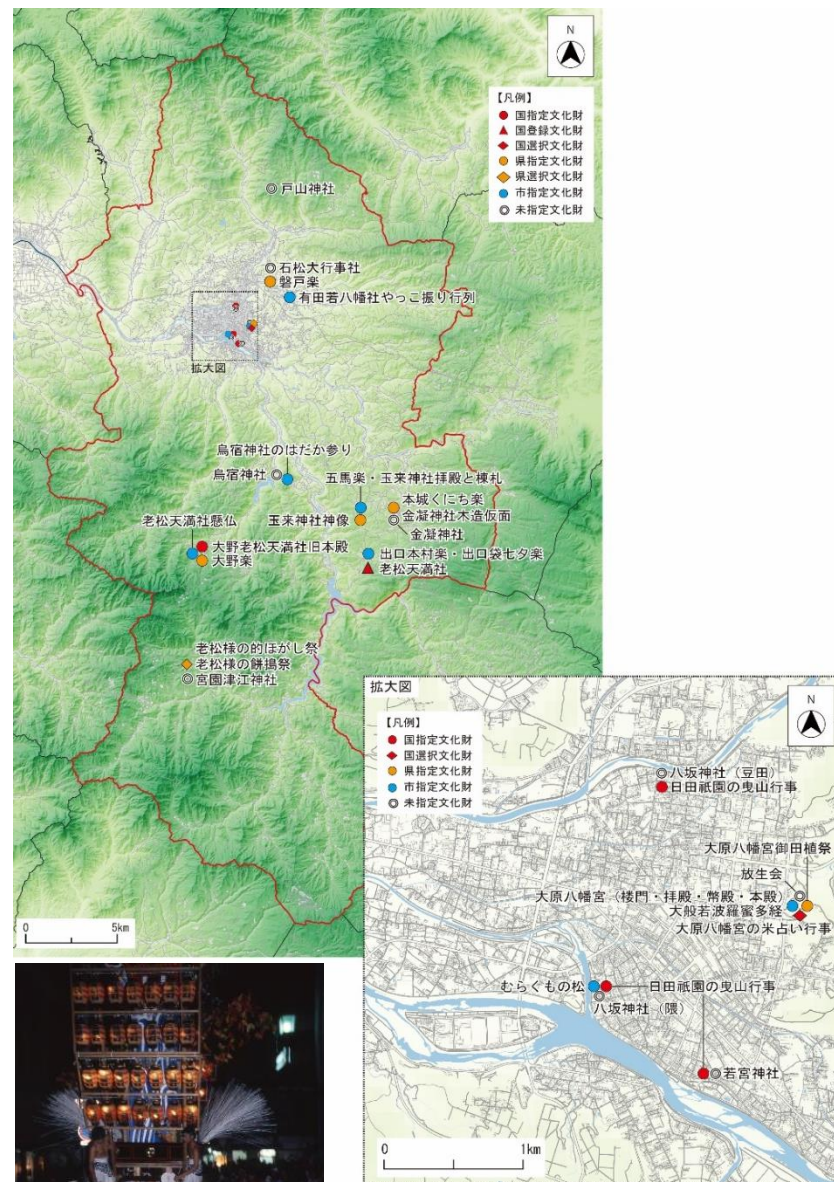 N
【凡例】
国指定文化財
国登録文化財
国選択文化財
県指定文化財
県選択文化財
市指定文化財
未指定文化財
戸山神社
石松大行事社
磐戸楽
有田若八幡社やっこ振り行列
拡大図
烏宿神社のはだか参り
烏宿神社
五馬楽・玉来神社拝殿と棟札
玉来神社神像
本城くにち楽
金凝神社木造仮面
金凝神社
老松天満社懸仏
大野老松天満社旧本殿
大野楽
出口本村楽・出口袋七夕楽
老松天満社
老松様の的ほがし祭
老松様の餅搗祭
宮園津江神社
0 5km
拡大図
N
【凡例】
国指定文化財
国選択文化財
県指定文化財
市指定文化財
未指定文化財
八坂神社（豆田）
日田祇園の曳山行事
大原八幡宮御田植祭
放生会
大原八幡宮（楼門・拝殿・幣殿・本殿）
大般若波羅蜜多経
大原八幡宮の米占い行事
むらくもの松
日田祇園の曳山行事
八坂神社（隈）
若宮神社
0 1km